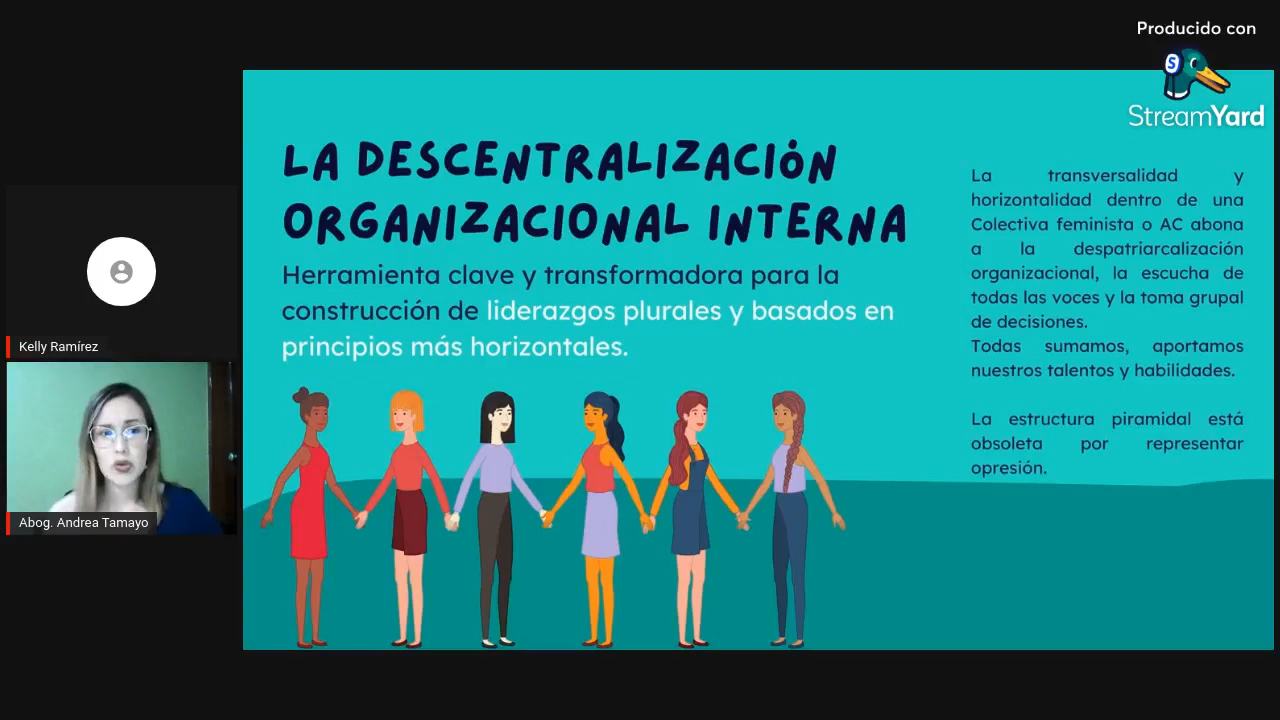 Producido con
StreamYard
LA DESCENTRALIZACIÓN
ORGANIZACIONAL INTERNA
Herramienta clave y transformadora para la
construcción de liderazgos plurales y basados en
principios más horizontales.
La transversalidad y
horizontalidad dentro de una
Colectiva feminista o AC abona
a la despatriarcalización
organizacional, la escucha de
todas las voces y la toma grupal
de decisiones.
Todas sumamos, aportamos
nuestros talentos y habilidades.
La estructura piramidal está
obsoleta por representar
opresión.
Kelly Ramírez
Abog. Andrea Tamayo